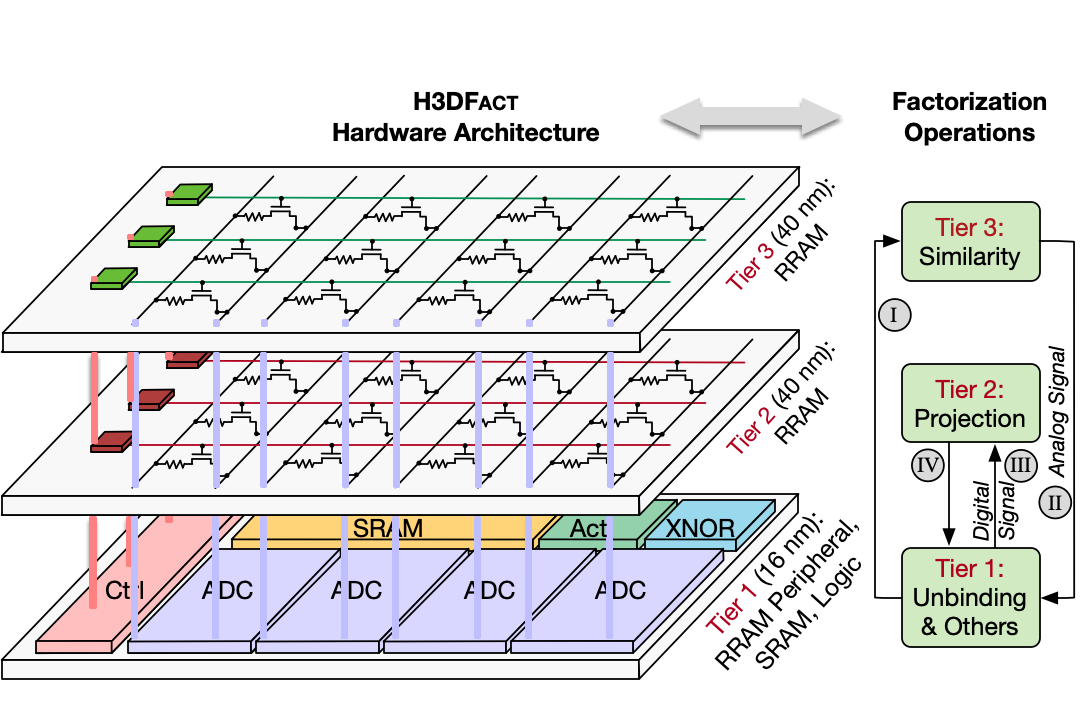 H3DFACT
Hardware Architecture
Factorization
Operations
Tier 3 (40 nm):
RRAM
Tier 2 (40 nm):
RRAM
SRAM
Act
XNOR
Ctrl
ADC
ADC
ADC
ADC
Tier 1 (16 nm):
RRAM Peripheral,
SRAM, Logic
Tier 3:
Similarity
I
Tier 2:
Projection
Analog Signal
IV
III
II
Digital
Signal
Tier 1:
Unbinding
& Others